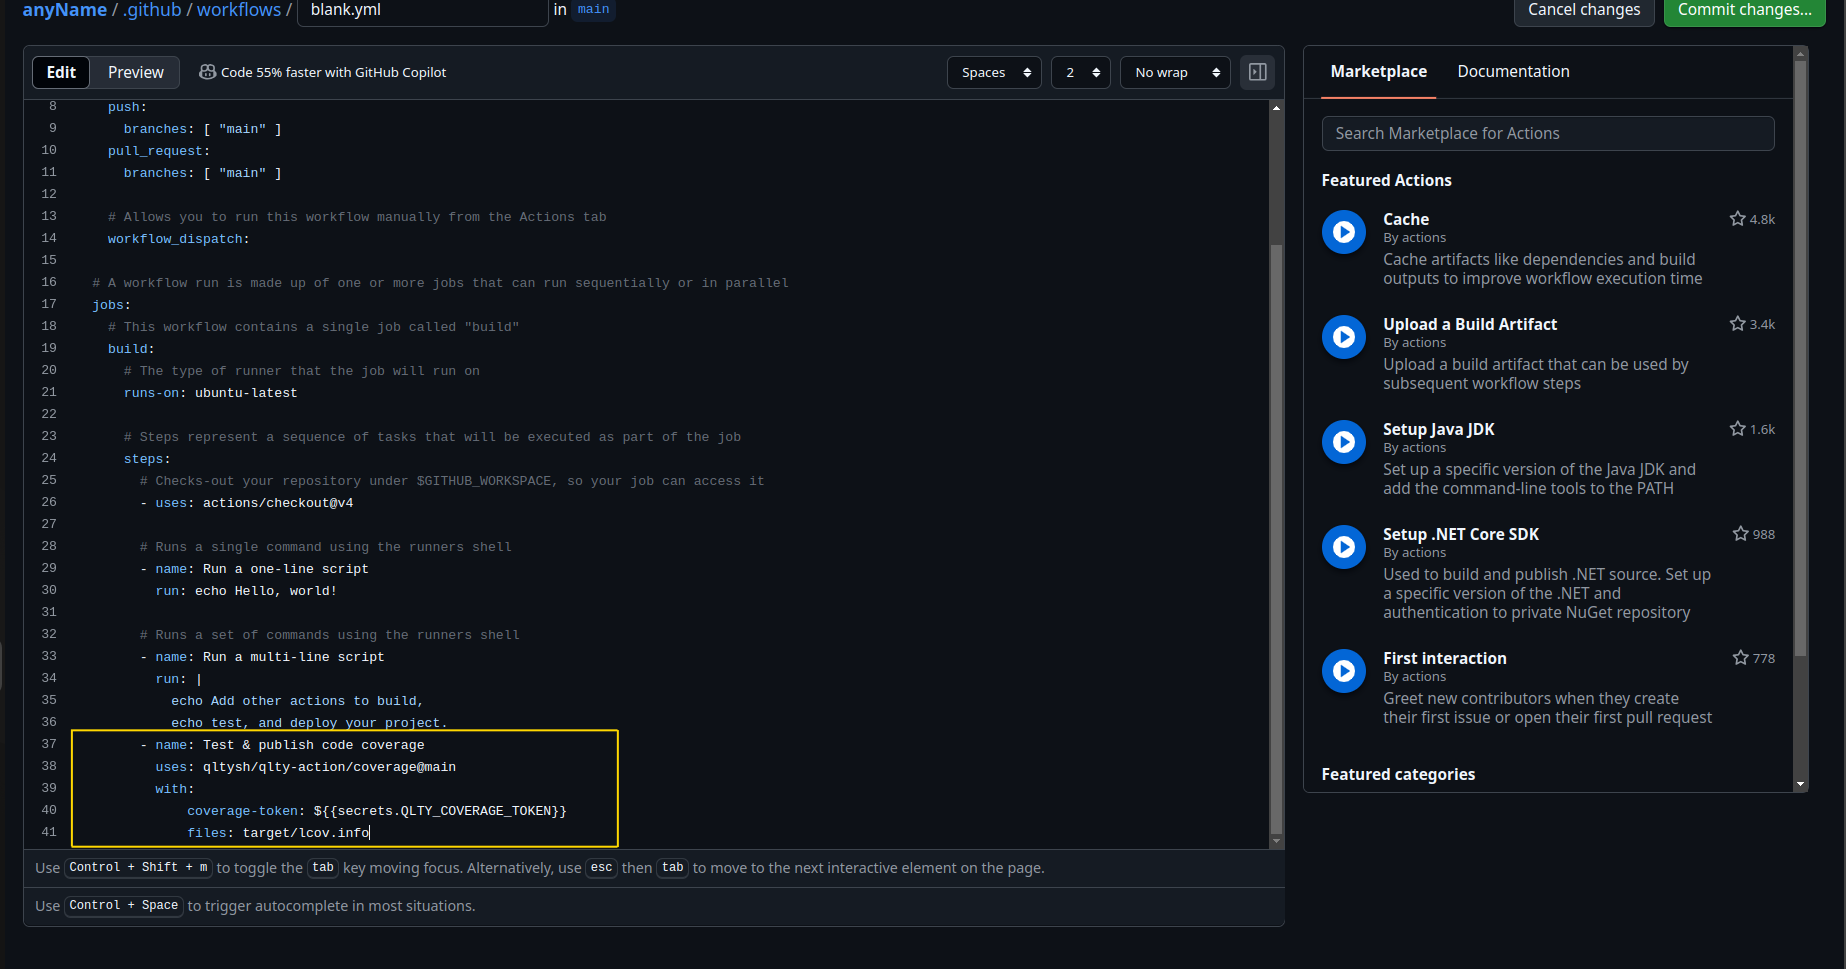 anyName / .github / workflows / blank.yml in main
Cancel changes
Commit changes...
Edit
Preview
Code 55% faster with GitHub Copilot
Spaces
2
No wrap
8 push:
9 branches: [ "main" ]
10 pull_request:
11 branches: [ "main" ]
12
13 # Allows you to run this workflow manually from the Actions tab
14 workflow_dispatch:
15
16 # A workflow run is made up of one or more jobs that can run sequentially or in parallel
17 jobs:
18 # This workflow contains a single job called "build"
19 build:
20 # The type of runner that the job will run on
21 runs-on: ubuntu-latest
22
23 # Steps represent a sequence of tasks that will be executed as part of the job
24 steps:
25 # Checks-out your repository under $GITHUB_WORKSPACE, so your job can access it
26 - uses: actions/checkout@v4
27
28 # Runs a single command using the runners shell
29 - name: Run a one-line script
30 run: echo Hello, world!
31
32 # Runs a set of commands using the runners shell
33 - name: Run a multi-line script
34 run: |
35 echo Add other actions to build,
36 echo test, and deploy your project.
37 - name: Test & publish code coverage
38 uses: qltysh/qlty-action/coverage@main
39 with:
40 coverage-token: ${{secrets.QLTY_COVERAGE_TOKEN}}
41 files: target/lcov.info
Use Control + Shift + m to toggle the tab key moving focus. Alternatively, use esc then tab to move to the next interactive element on the page.
Use Control + Space to trigger autocomplete in most situations.
Marketplace
Documentation
Search Marketplace for Actions
Featured Actions
Cache 4.8k
By actions
Cache artifacts like dependencies and build
outputs to improve workflow execution time
Upload a Build Artifact 3.4k
By actions
Upload a build artifact that can be used by
subsequent workflow steps
Setup Java JDK 1.6k
By actions
Set up a specific version of the Java JDK and
add the command-line tools to the PATH
Setup .NET Core SDK 988
By actions
Used to build and publish .NET source. Set up
a specific version of the .NET and
authentication to private NuGet repository
First interaction 778
By actions
Greet new contributors when they create
their first issue or open their first pull request
Featured categories